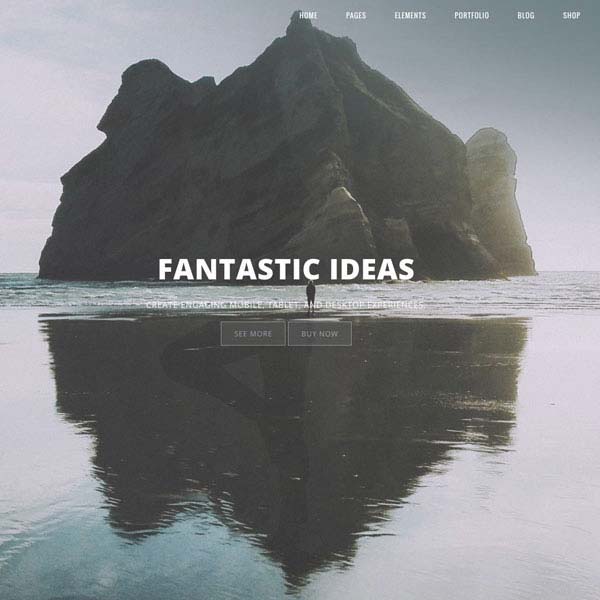 HOME PAGES ELEMENTS PORTFOLIO BLOG SHOP
FANTASTIC IDEAS
CREATE ENGAGING MOBILE, TABLET, AND DESKTOP EXPERIENCES
SEE MORE BUY NOW